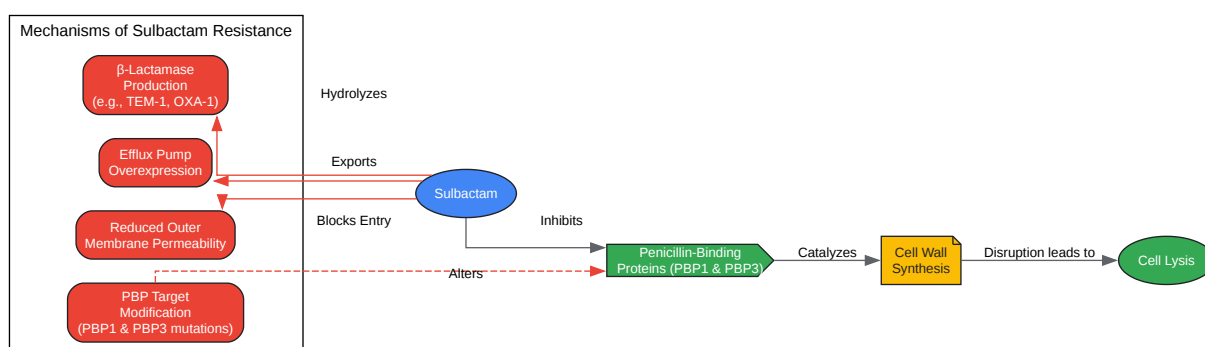 Mechanisms of Sulbactam Resistance
β-Lactamase
Production
(e.g., TEM-1, OXA-1)
Hydrolyzes
Efflux Pump
Overexpression
Exports
Sulbactam
Reduced Outer
Membrane Permeability
Blocks Entry
Inhibits
Penicillin-Binding
Proteins (PBP1 & PBP3)
Catalyzes
Cell Wall
Synthesis
Disruption leads to
Cell Lysis
Alters
PBP Target
Modification
(PBP1 & PBP3 mutations)